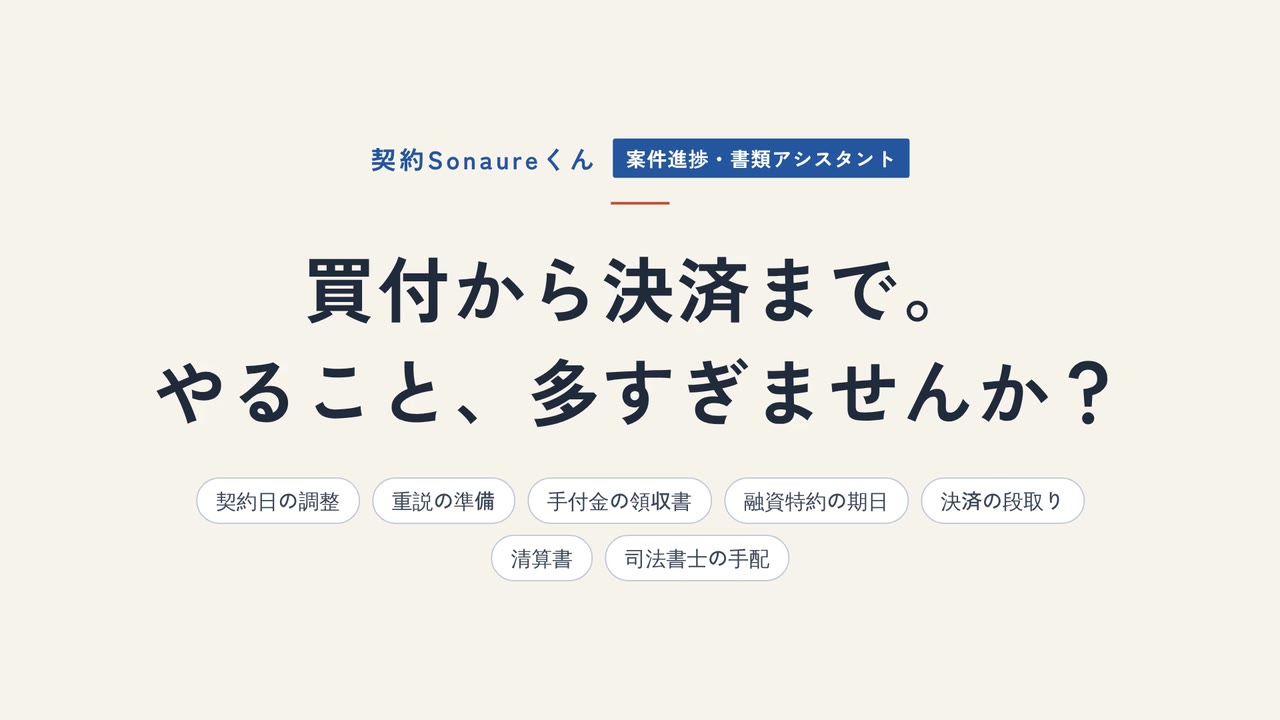 契約Sonaureくん 案件進捗・書類アシスタント
買付から決済まで。
やること、多すぎませんか？
契約日の調整 重説の準備 手付金の領収書 融資特約の期日 決済の段取り
清算書 司法書士の手配